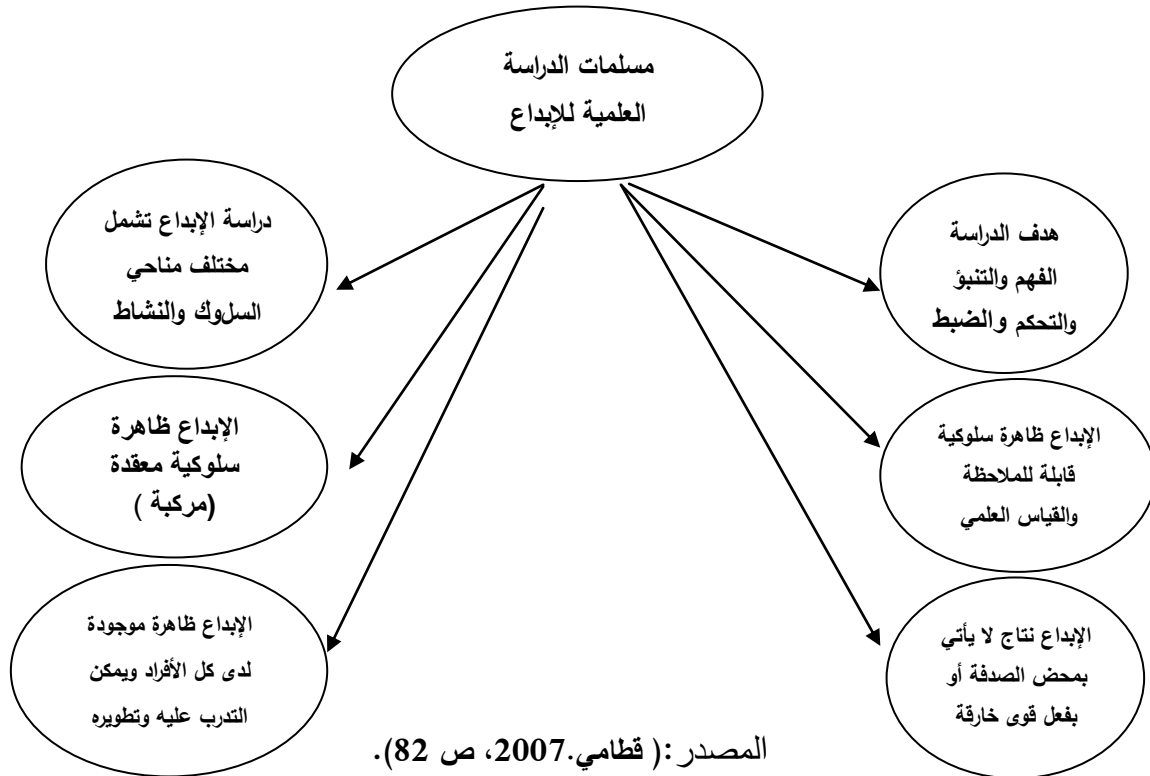 مسلمات الدراسة
العلمية للإبداع
هدف الدراسة
الفهم والتنبؤ
والتحكم والضبط
دراسة الإبداع تشمل
مختلف مناحي
السلوك والنشاط
الإبداع ظاهرة سلوكية
قابلة للملاحظة
والقياس العلمي
الإبداع ظاهرة
سلوكية معقدة
(مركبة )
الإبداع نتاج لا يأتي
بمحض الصدفة أو
بفعل قوى خارقة
الإبداع ظاهرة موجودة
لدى كل الأفراد ويمكن
التدرب عليه وتطويره
المصدر :( قطامي.2007، ص 82).